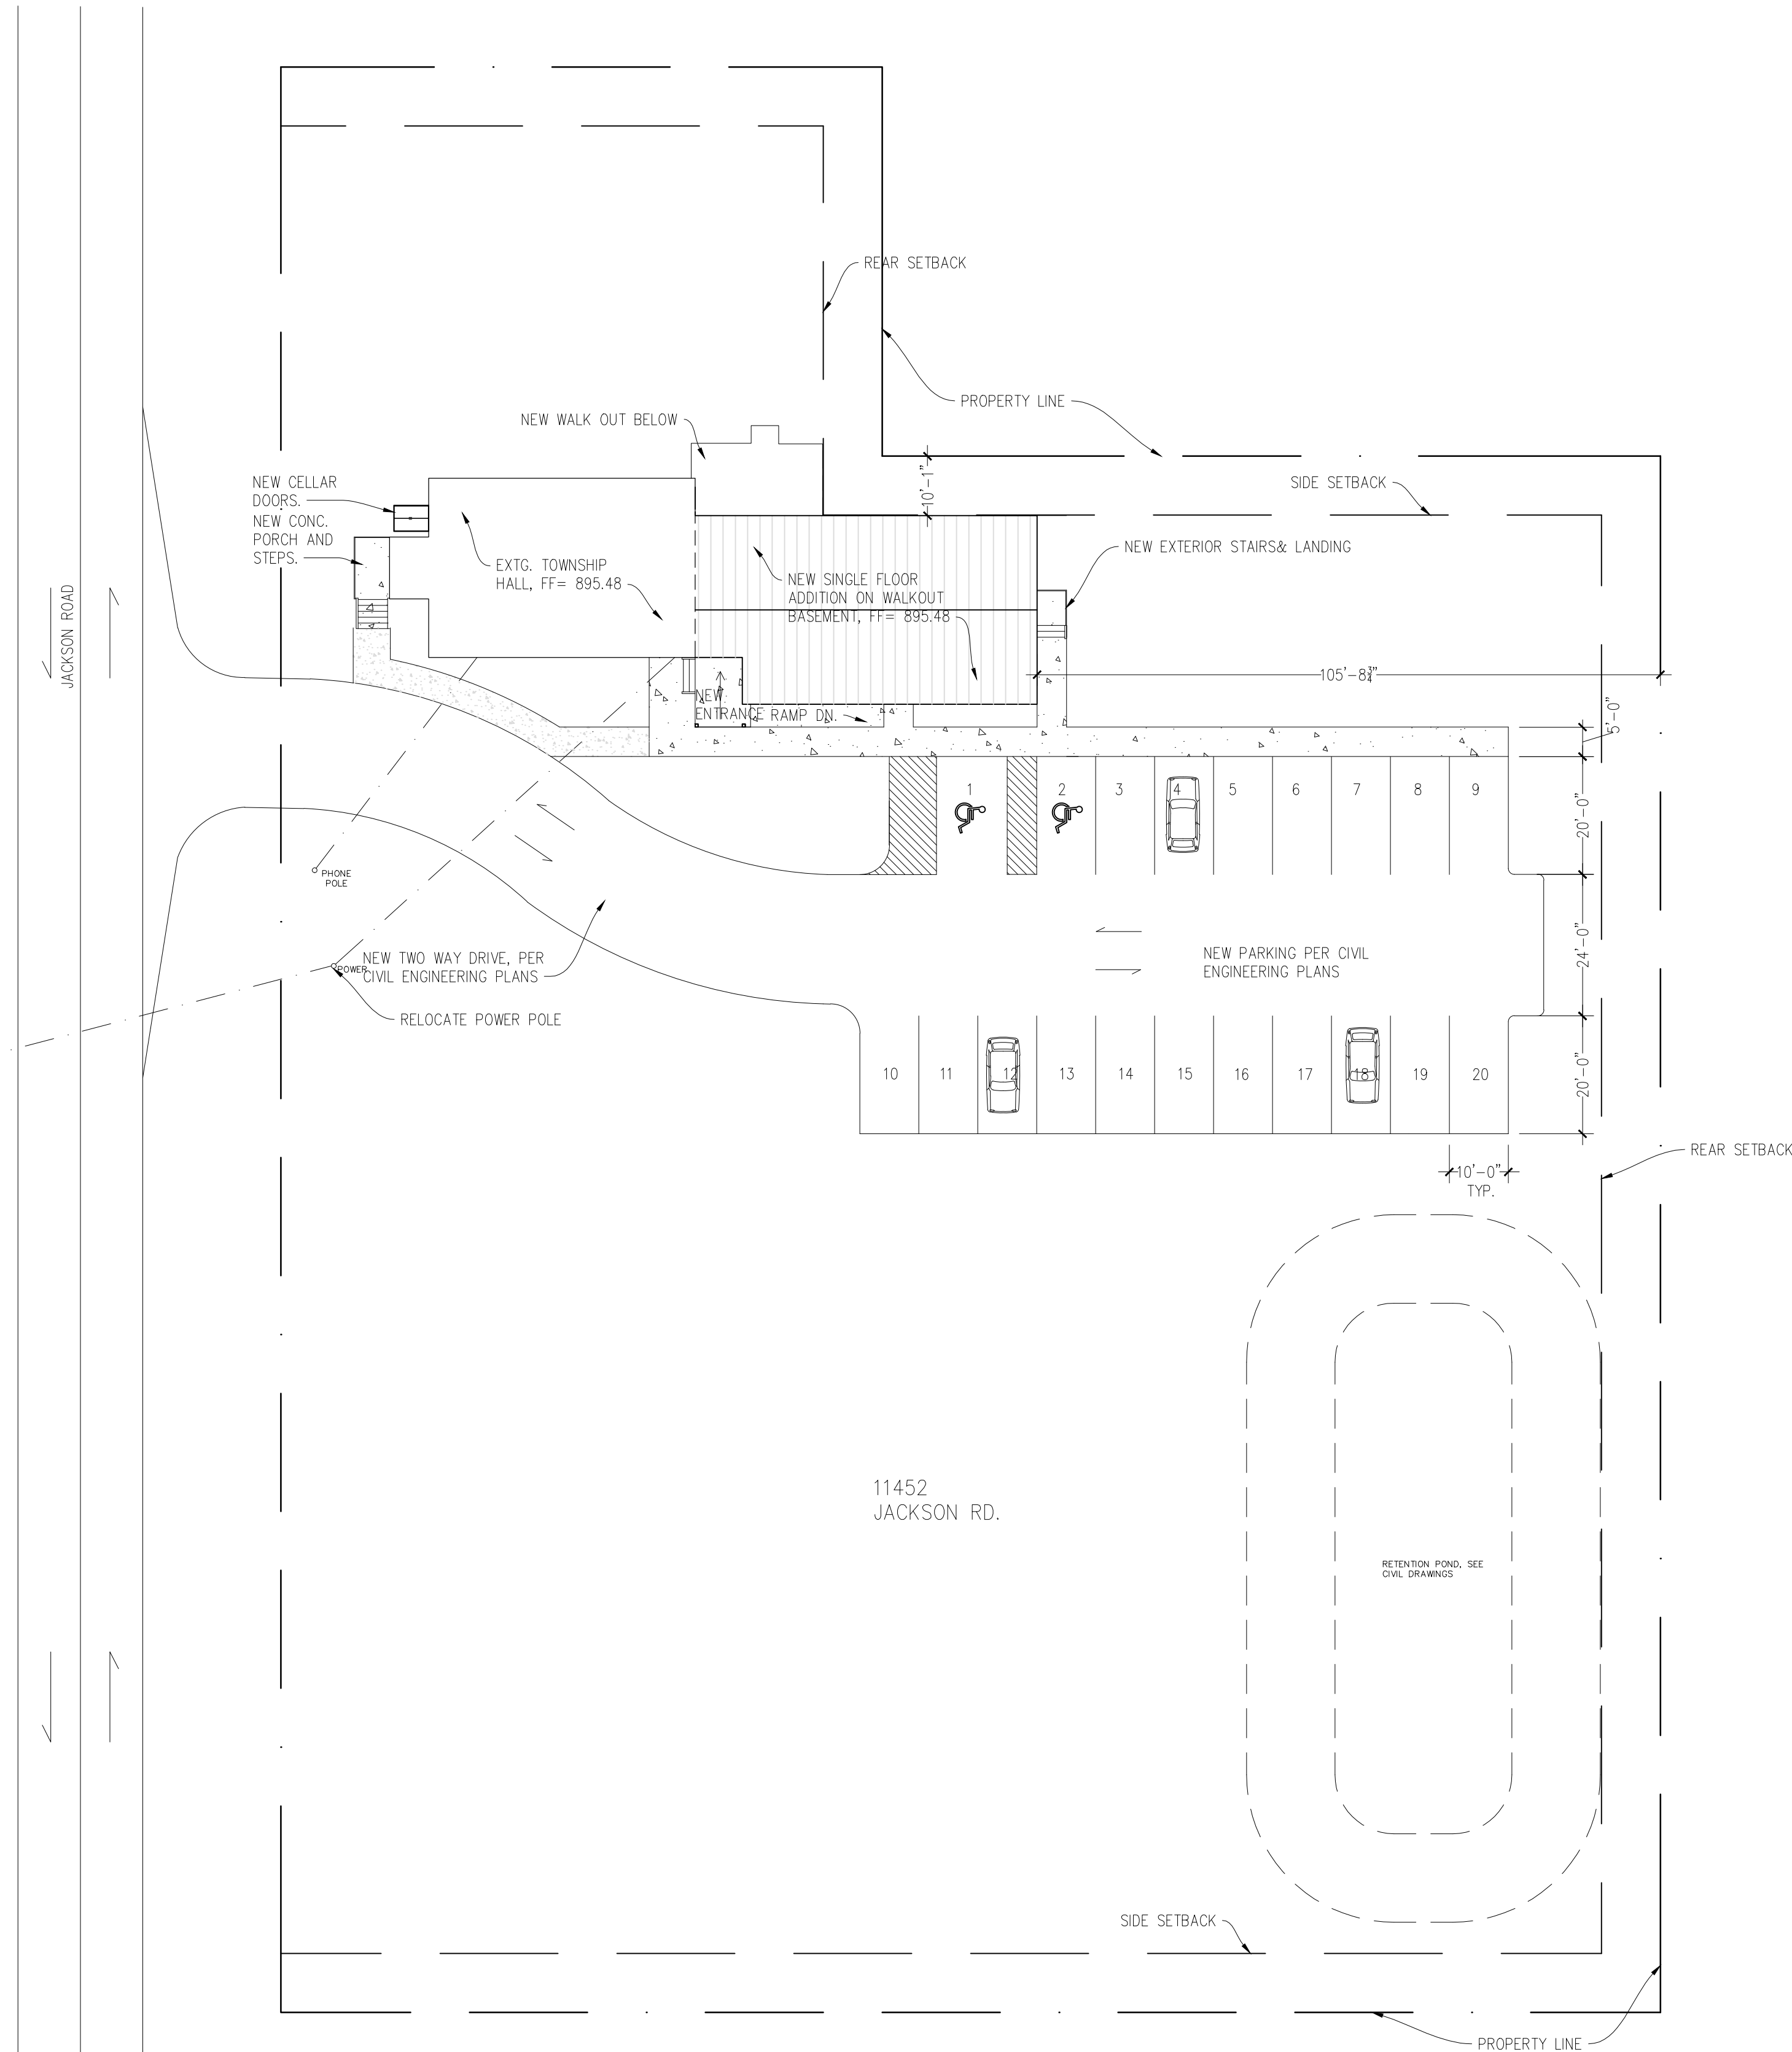 REAR SETBACK
PROPERTY LINE
NEW WALK OUT BELOW
10'-1"
SIDE SETBACK
NEW CELLAR
DOORS.
NEW CONC.
PORCH AND
STEPS.
EXTG. TOWNSHIP
HALL, FF= 895.48
NEW SINGLE FLOOR
ADDITION ON WALKOUT
BASEMENT, FF= 895.48
NEW EXTERIOR STAIRS& LANDING
JACKSON ROAD
105'-8¾"
5'-0"
NEW
ENTRANCE
RAMP DN.
1
2
3
4
5
6
7
8
9
20'-0"
PHONE
POLE
POWER
NEW TWO WAY DRIVE, PER
CIVIL ENGINEERING PLANS
RELOCATE POWER POLE
NEW PARKING PER CIVIL
ENGINEERING PLANS
24'-0"
10
11
12
13
14
15
16
17
18
19
20
20'-0"
10'-0"
TYP.
REAR SETBACK
11452
JACKSON RD.
RETENTION POND, SEE
CIVIL DRAWINGS
SIDE SETBACK
PROPERTY LINE